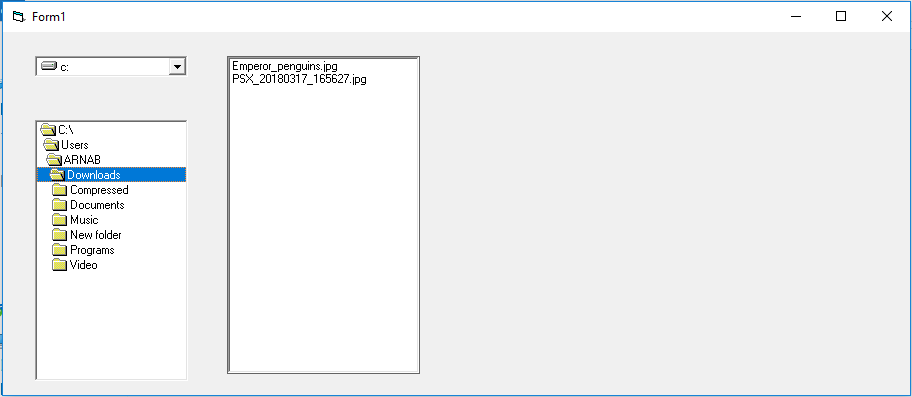 Form1
c:
C:\
Users
ARNAB
Downloads
Compressed
Documents
Music
New folder
Programs
Video
Emperor_penguins.jpg
PSX_20180317_165627.jpg